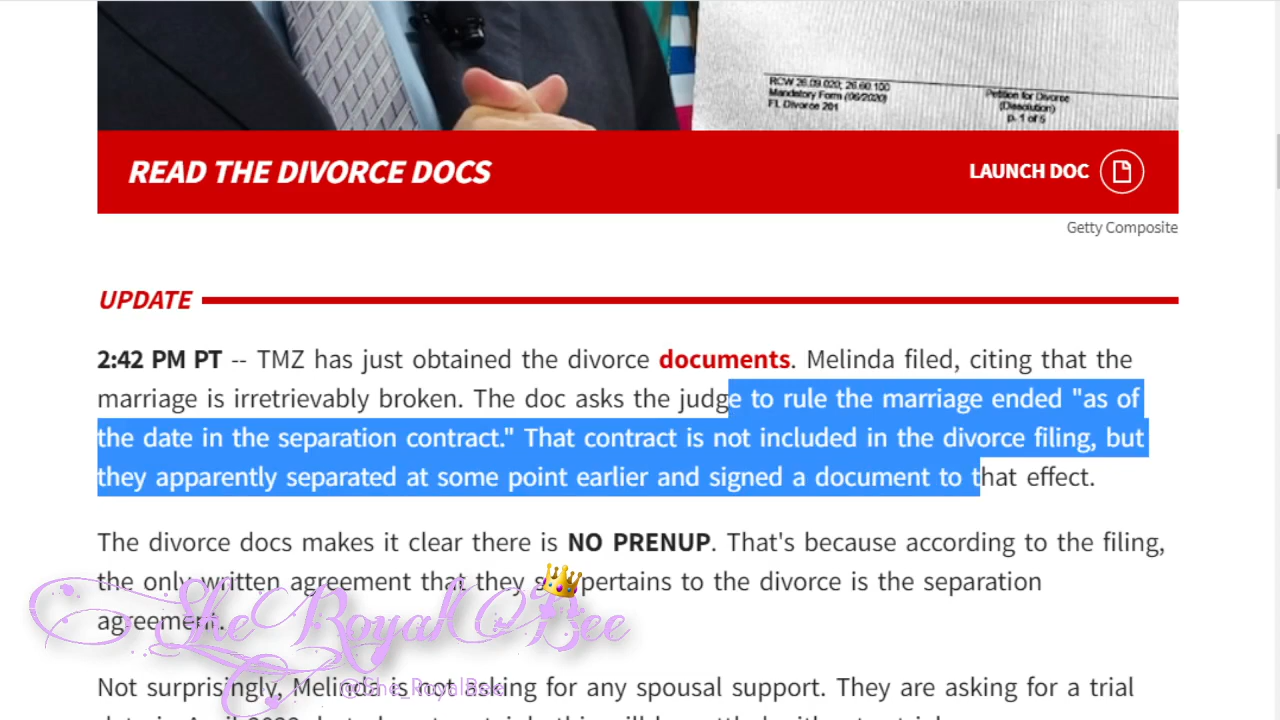 RCW 26.09.020; 26.60.100
Mandatory Form (06/2020)
FL Divorce 201
Petition for Divorce
(Dissolution)
p. 1 of 5
READ THE DIVORCE DOCS
LAUNCH DOC
Getty Composite
UPDATE
2:42 PM PT -- TMZ has just obtained the divorce documents. Melinda filed, citing that the
marriage is irretrievably broken. The doc asks the judge to rule the marriage ended "as of
the date in the separation contract." That contract is not included in the divorce filing, but
they apparently separated at some point earlier and signed a document to that effect.
The divorce docs makes it clear there is NO PRENUP. That's because according to the filing,
the only written agreement that they pertains to the divorce is the separation
agreement.
SheRoyal Bee
@She_RoyalBee
Not surprisingly, Melinda is not asking for any spousal support. They are asking for a trial